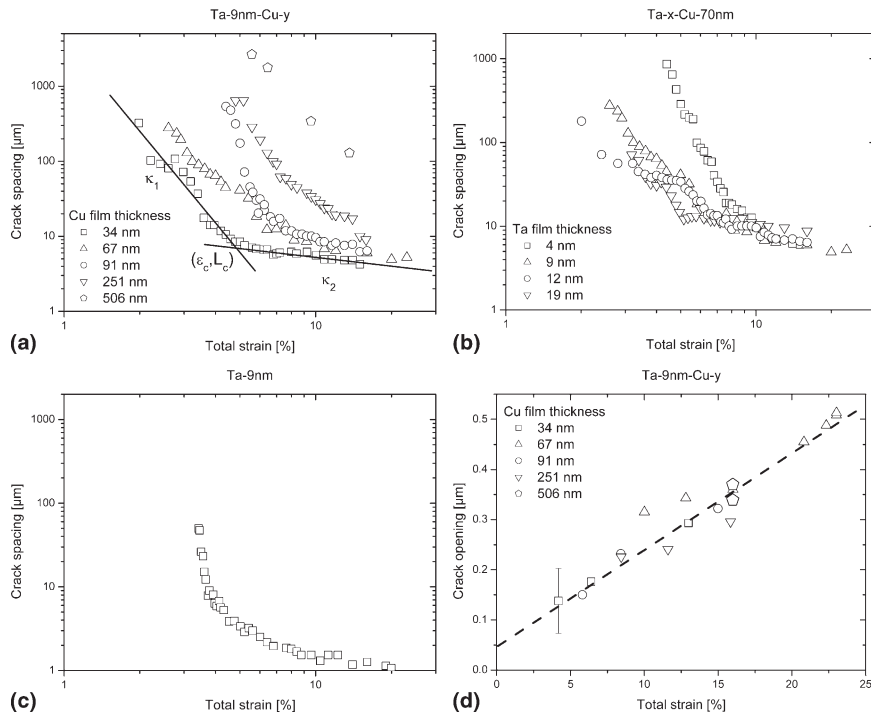 Ta-9nm-Cu-y
Crack spacing [µm]
1000
100
10
1
κ1
(εc,Lc)
κ2
Cu film thickness
34 nm
67 nm
91 nm
251 nm
506 nm
1
10
Total strain [%]
(a)
Ta-x-Cu-70nm
Crack spacing [µm]
1000
100
10
1
Ta film thickness
4 nm
9 nm
12 nm
19 nm
1
10
Total strain [%]
(b)
Ta-9nm
Crack spacing [µm]
1000
100
10
1
1
10
Total strain [%]
(c)
Ta-9nm-Cu-y
Crack opening [µm]
0.5
0.4
0.3
0.2
0.1
0.0
Cu film thickness
34 nm
67 nm
91 nm
251 nm
506 nm
0
5
10
15
20
25
Total strain [%]
(d)